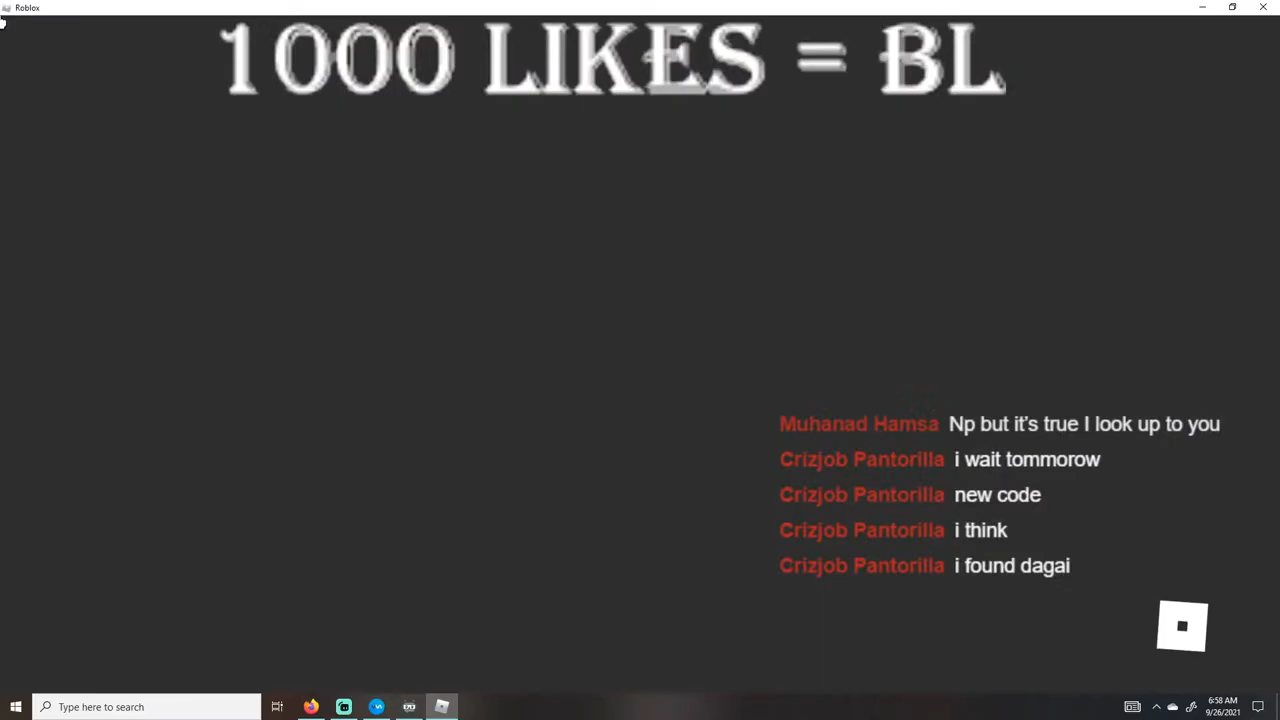 Roblox
1000 LIKES = BL
Muhanad Hamsa Np but it's true I look up to you
Crizjob Pantorilla i wait tommorow
Crizjob Pantorilla new code
Crizjob Pantorilla i think
Crizjob Pantorilla i found dagai
Type here to search
6:58 AM
9/26/2021